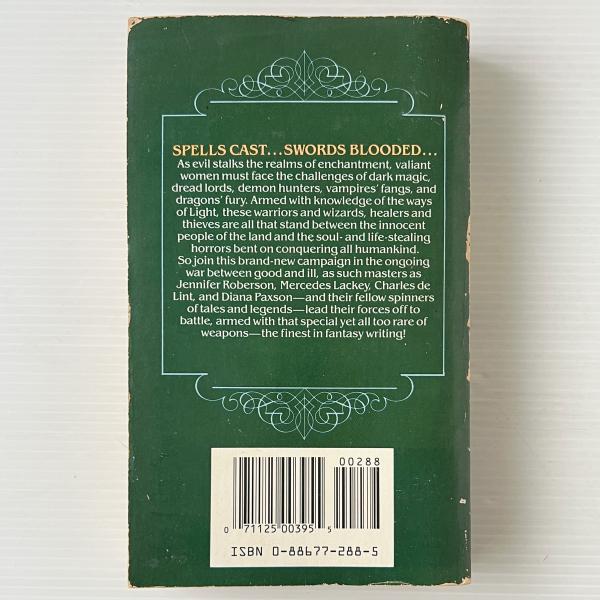 SPELLS CAST...SWORDS BLOODED...
As evil stalks the realms of enchantment, valiant
women must face the challenges of dark magic,
dread lords, demon hunters, vampires' fangs, and
dragons' fury. Armed with knowledge of the ways
of Light, these warriors and wizards, healers and
thieves are all that stand between the innocent
people of the land and the soul- and life-stealing
horrors bent on conquering all humankind.
So join this brand-new campaign in the ongoing
war between good and ill, as such masters as
Jennifer Roberson, Mercedes Lackey, Charles de
Lint, and Diana Paxson—and their fellow spinners
of tales and legends—lead their forces off to
battle, armed with that special yet all too rare of
weapons—the finest in fantasy writing!
00288
0 71125 00395 5
ISBN 0-88677-288-5